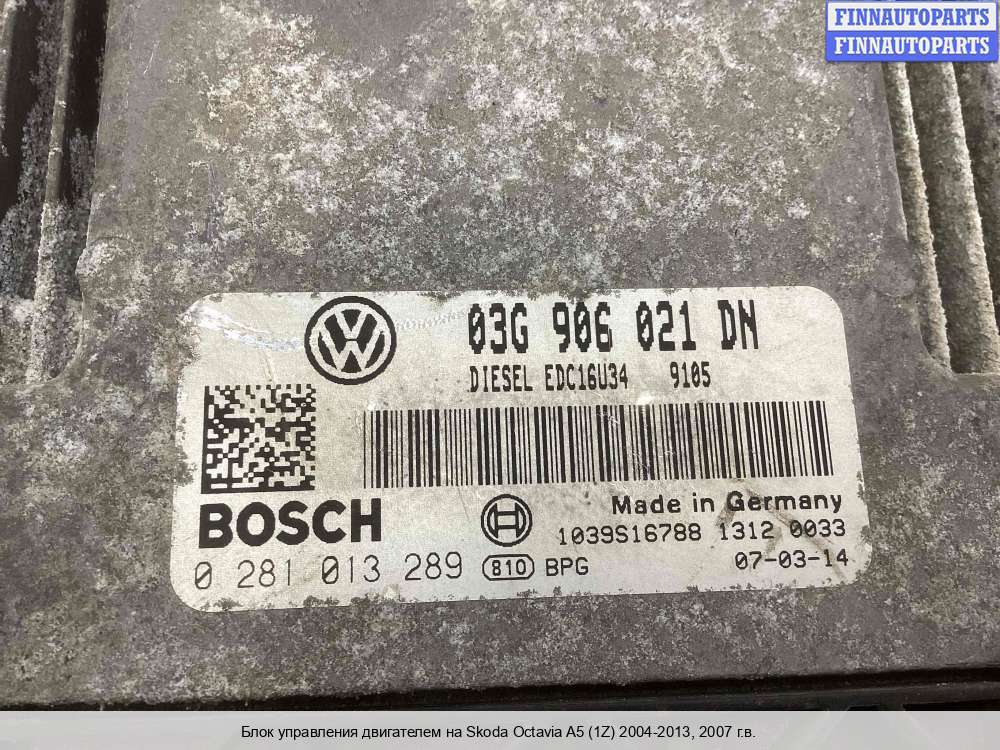 FINNAUTOPARTS
FINNAUTOPARTS
03G 906 021 DN
DIESEL EDC16U34 9105
BOSCH
Made in Germany
1039S16788 1312 0033
0 281 013 289 810 BPG 07-03-14
Блок управления двигателем на Skoda Octavia A5 (1Z) 2004-2013, 2007 г.в.